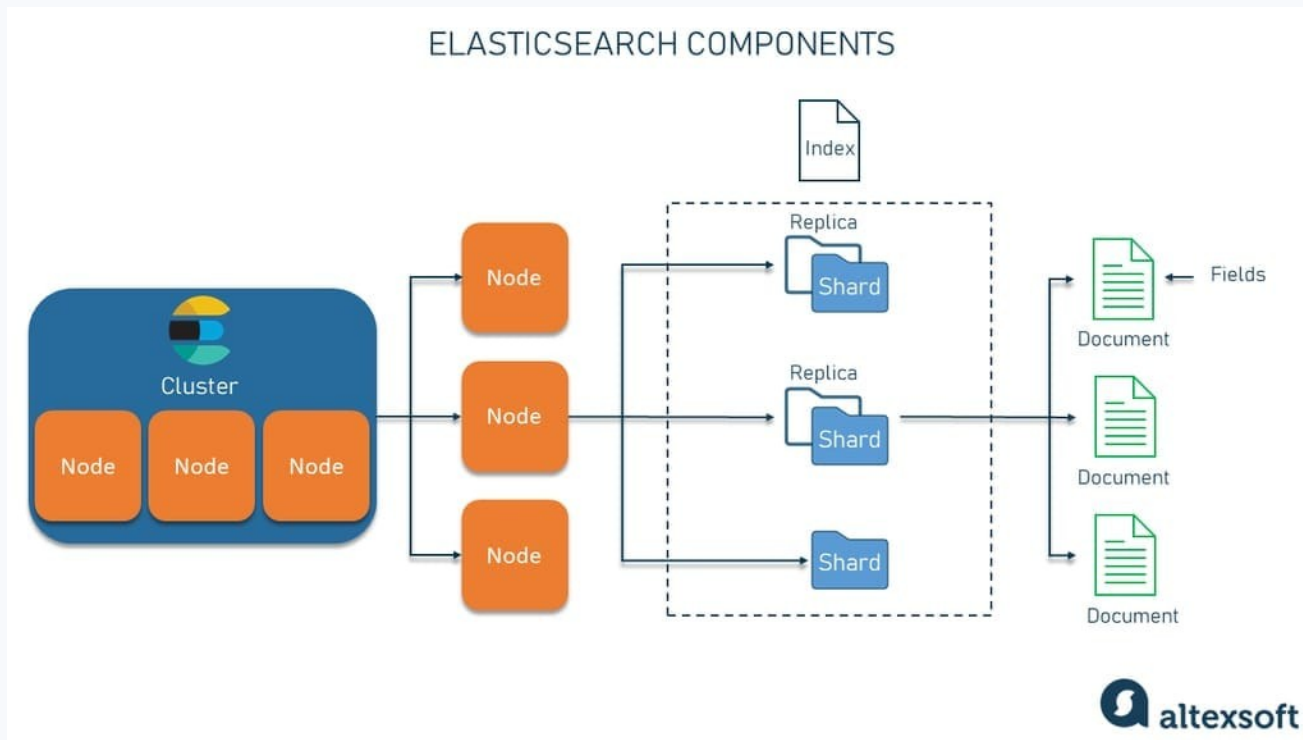 ELASTICSEARCH COMPONENTS
Index
Replica
Shard
Replica
Shard
Shard
Cluster
Node
Node
Node
Node
Node
Node
Fields
Document
Document
Document
altexsoft